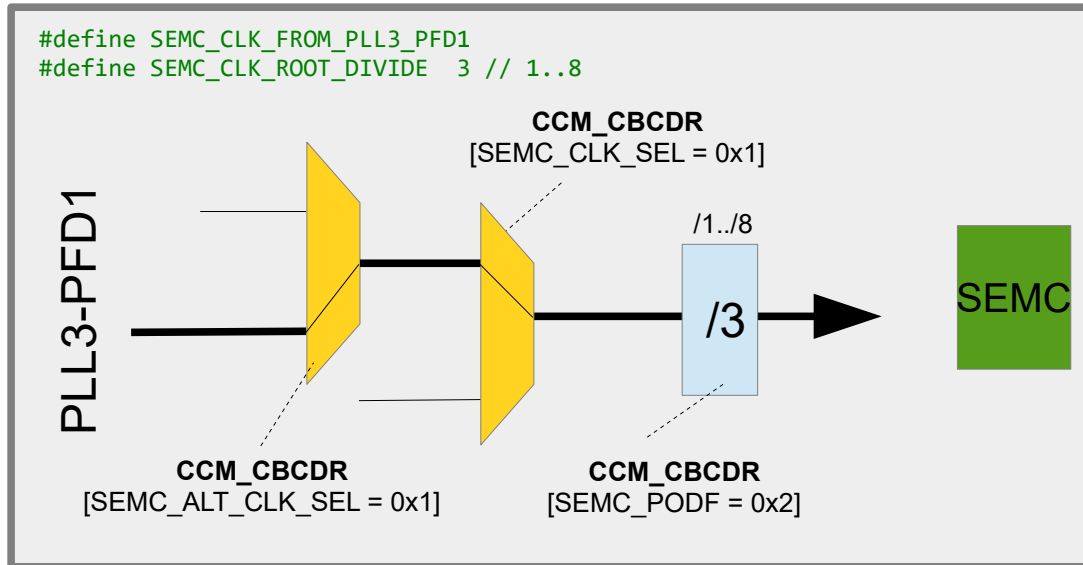 #define SEMC_CLK_FROM_PLL3_PFD1
#define SEMC_CLK_ROOT_DIVIDE  3 // 1..8
CCM_CBCDR
[SEMC_CLK_SEL = 0x1]
PLL3-PFD1
/1../8
/3
SEMC
CCM_CBCDR
[SEMC_ALT_CLK_SEL = 0x1]
CCM_CBCDR
[SEMC_PODF = 0x2]